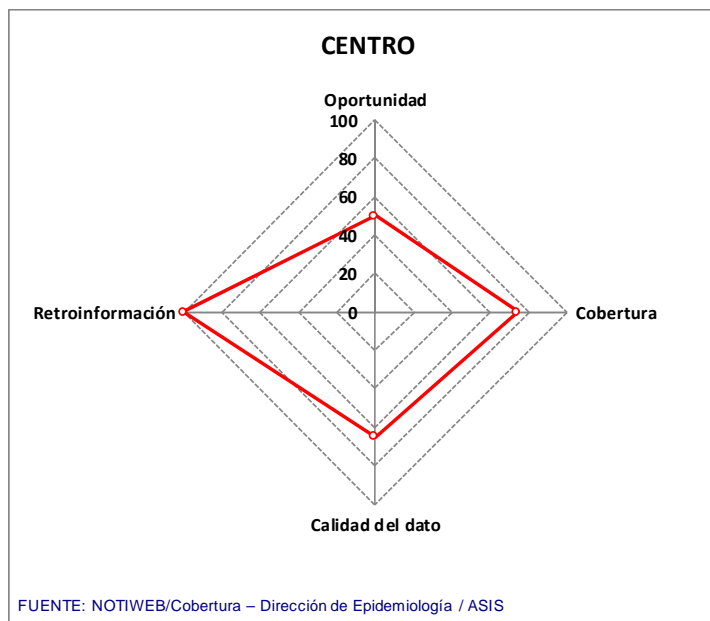 CENTRO
Oportunidad
100
80
60
40
20
0
Retroinformación
Cobertura
Calidad del dato
FUENTE: NOTIWEB/Cobertura – Dirección de Epidemiología / ASIS